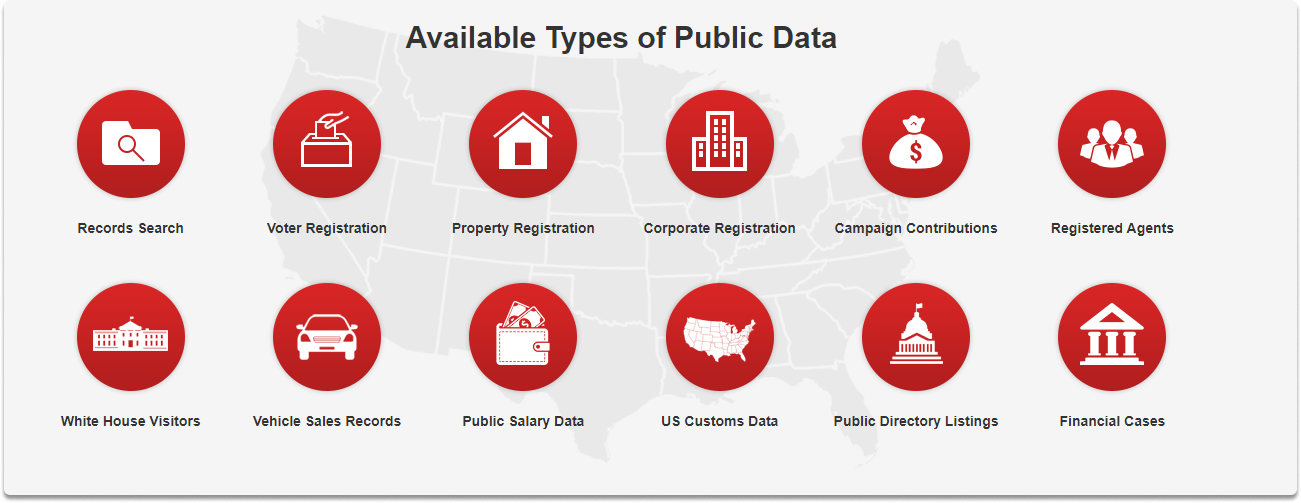 Available Types of Public Data
Records Search
Voter Registration
Property Registration
Corporate Registration
Campaign Contributions
Registered Agents
White House Visitors
Vehicle Sales Records
Public Salary Data
US Customs Data
Public Directory Listings
Financial Cases